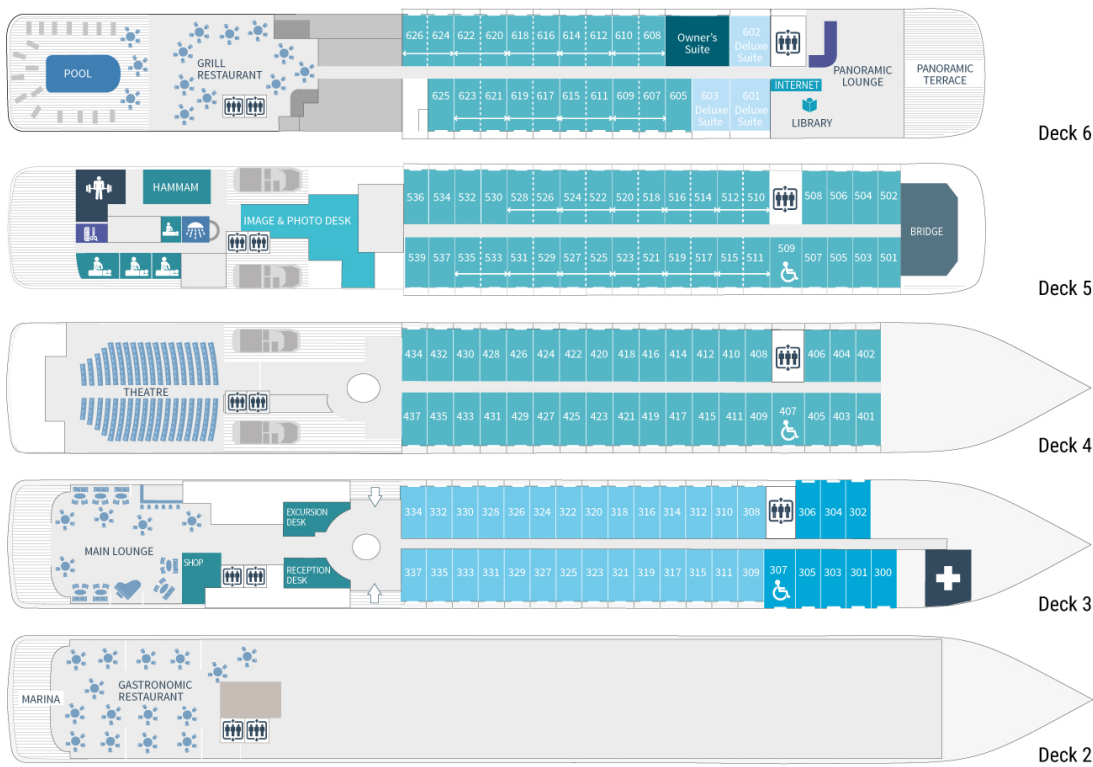 626 624 622 620 618 616 614 612 610 608
Owner's
Suite
602
Deluxe
Suite
GRILL
RESTAURANT
POOL
PANORAMIC
LOUNGE
PANORAMIC
TERRACE
INTERNET
LIBRARY
625 623 621 619 617 615 611 609 607 605
603
Deluxe
Suite
601
Deluxe
Suite
Deck 6
HAMMAM
IMAGE & PHOTO DESK
536 534 532 530 528 526 524 522 520 518 516 514 512 510 508 506 504 502
BRIDGE
539 537 535 533 531 529 527 525 523 519 517 515 511 509 507 505 503 501
Deck 5
THEATRE
434 432 430 428 426 424 422 420 418 416 414 412 410 408 406 404 402
437 435 433 431 429 427 425 423 421 419 417 415 411 409 407 405 403 401
Deck 4
EXCURSION
DESK
MAIN LOUNGE
SHOP
RECEPTION
DESK
334 332 330 328 326 324 322 320 318 316 314 312 310 308 306 304 302
337 335 333 331 329 327 325 323 321 319 317 315 311 309 307 305 303 301 300
Deck 3
MARINA
GASTRONOMIC
RESTAURANT
Deck 2